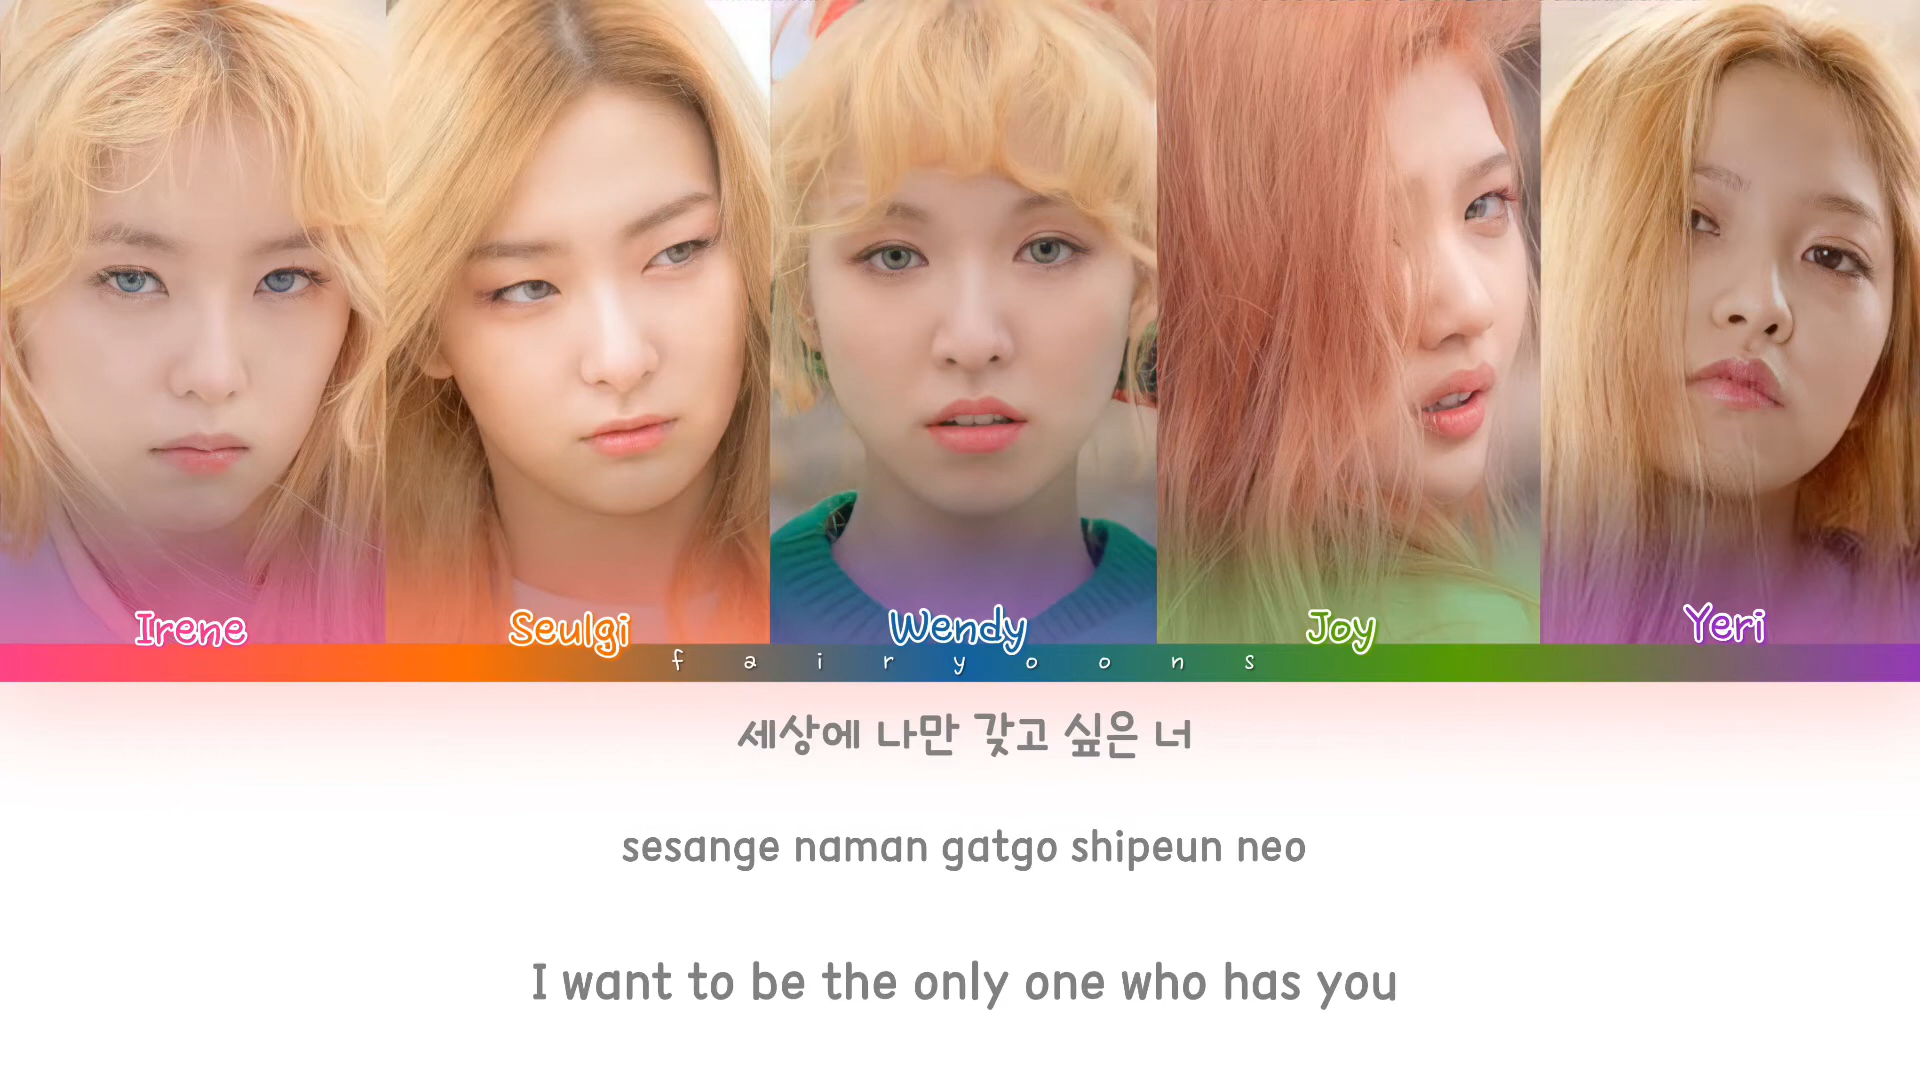 Irene Seulgi Wendy Joy Yeri
fairyoons
세상에 나만 갖고 싶은 너
sesange naman gatgo shipeun neo
I want to be the only one who has you